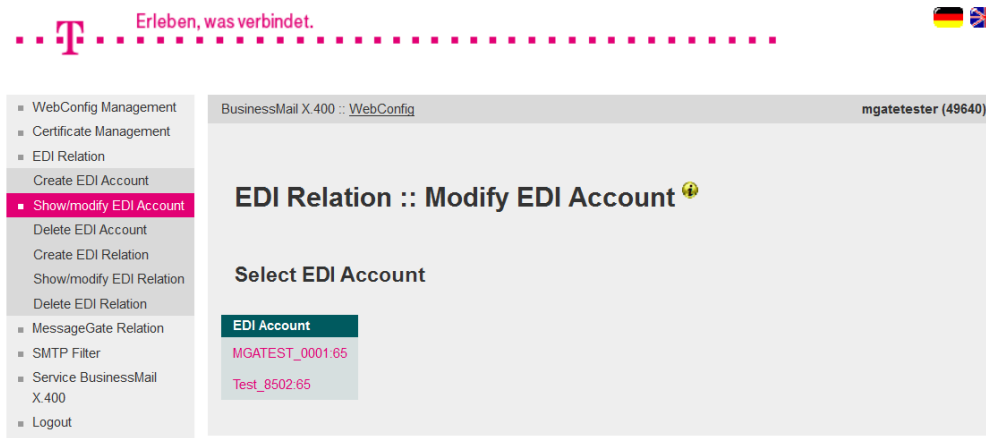 Erleben, was verbindet.
T
WebConfig Management
Certificate Management
EDI Relation
Create EDI Account
Show/modify EDI Account
Delete EDI Account
Create EDI Relation
Show/modify EDI Relation
Delete EDI Relation
MessageGate Relation
SMTP Filter
Service BusinessMail
X.400
Logout
BusinessMail X.400 :: WebConfig
mgatetester (49640)
EDI Relation :: Modify EDI Account
Select EDI Account
EDI Account
MGATEST_0001:65
Test_8502:65